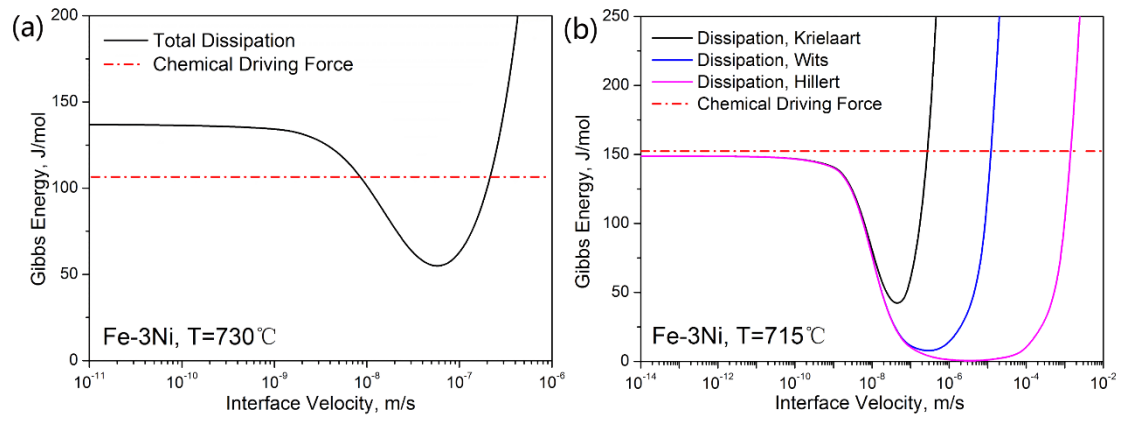 (a)
200
150
100
50
0
Gibbs Energy, J/mol
Total Dissipation
Chemical Driving Force
Fe-3Ni, T=730℃
10⁻¹¹ 10⁻¹⁰ 10⁻⁹ 10⁻⁸ 10⁻⁷ 10⁻⁶
Interface Velocity, m/s
(b)
250
200
150
100
50
0
Gibbs Energy, J/mol
Dissipation, Krielaart
Dissipation, Wits
Dissipation, Hillert
Chemical Driving Force
Fe-3Ni, T=715℃
10⁻¹⁴ 10⁻¹² 10⁻¹⁰ 10⁻⁸ 10⁻⁶ 10⁻⁴ 10⁻²
Interface Velocity, m/s